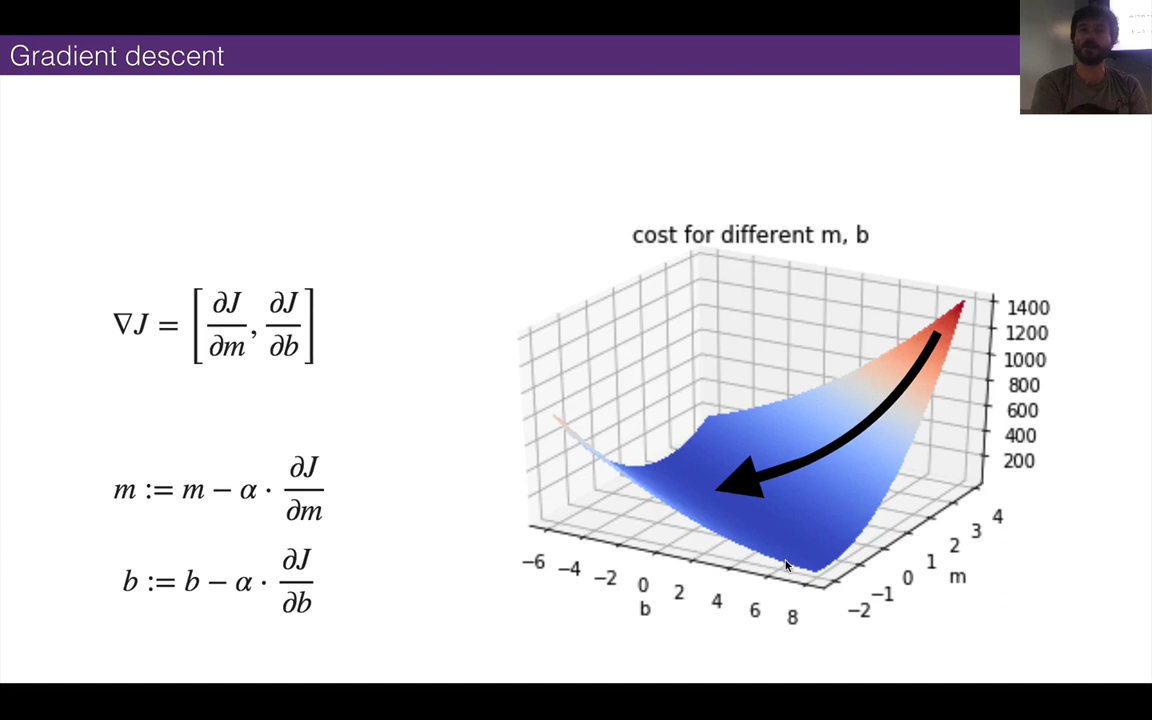 Gradient descent
cost for different m, b
∇J = [∂J/∂m, ∂J/∂b]
m := m − α · ∂J/∂m
b := b − α · ∂J/∂b
1400
1200
1000
800
600
400
200
−6 −4 −2 0 2 4 6 8
b
−2 −1 0 1 2 3 4
m